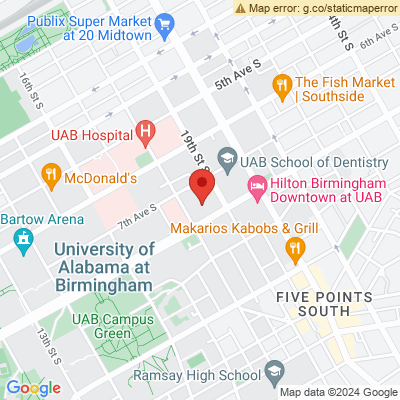 Map error: g.co/staticmaperror
Publix Super Market
at 20 Midtown
14th St S
6th Ave S
16th St S
5th Ave S
The Fish Market
| Southside
UAB Hospital
19th St S
UAB School of Dentistry
McDonald's
Hilton Birmingham
Downtown at UAB
7th Ave S
Bartow Arena
Makarios Kabobs & Grill
University of
Alabama at
Birmingham
FIVE POINTS
SOUTH
UAB Campus
Green
13th St S
Ramsay High School
Google
Map data ©2024 Google